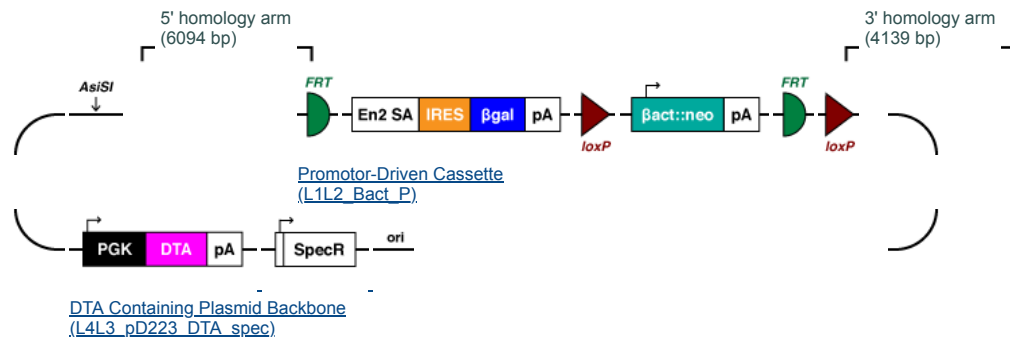 5' homology arm
(6094 bp)
3' homology arm
(4139 bp)
AsiSI
FRT
FRT
En2 SA IRES βgal pA βact::neo pA
loxP
loxP
Promotor-Driven Cassette
(L1L2_Bact_P)
PGK DTA pA SpecR ori
DTA Containing Plasmid Backbone
(L4L3_pD223_DTA_spec)